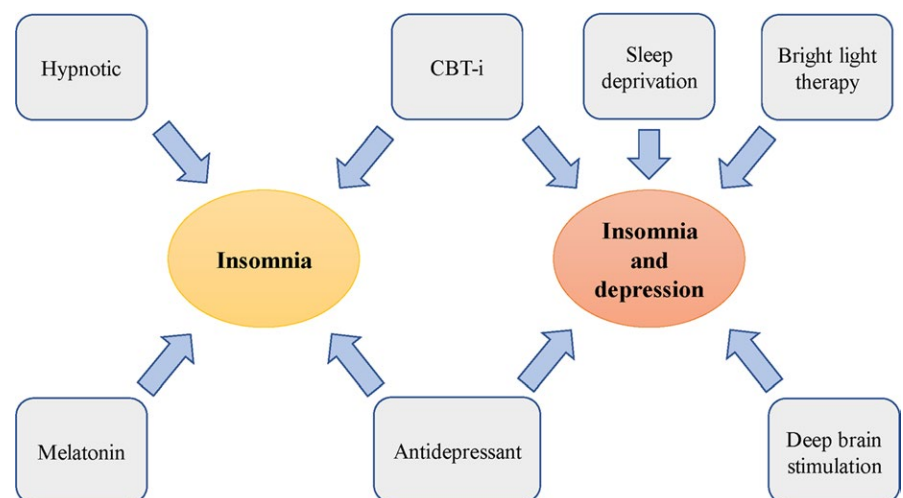 Hypnotic
CBT-i
Sleep
deprivation
Bright light
therapy
Insomnia
Insomnia
and
depression
Melatonin
Antidepressant
Deep brain
stimulation